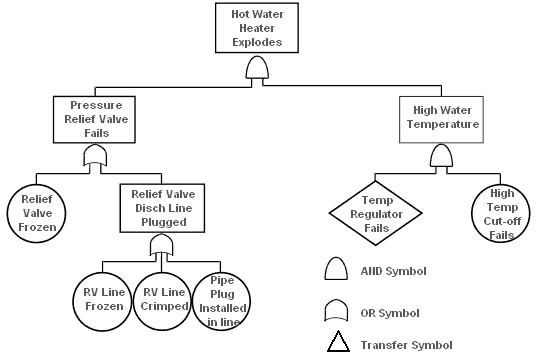 Hot Water
Heater
Explodes
Pressure
Relief Valve
Fails
High Water
Temperature
Relief
Valve
Frozen
Relief Valve
Disch Line
Plugged
Temp
Regulator
Fails
High
Temp
Cut-off
Fails
RV Line
Frozen
RV Line
Crimped
Pipe
Plug
Installed
in line
AND Symbol
OR Symbol
Transfer Symbol